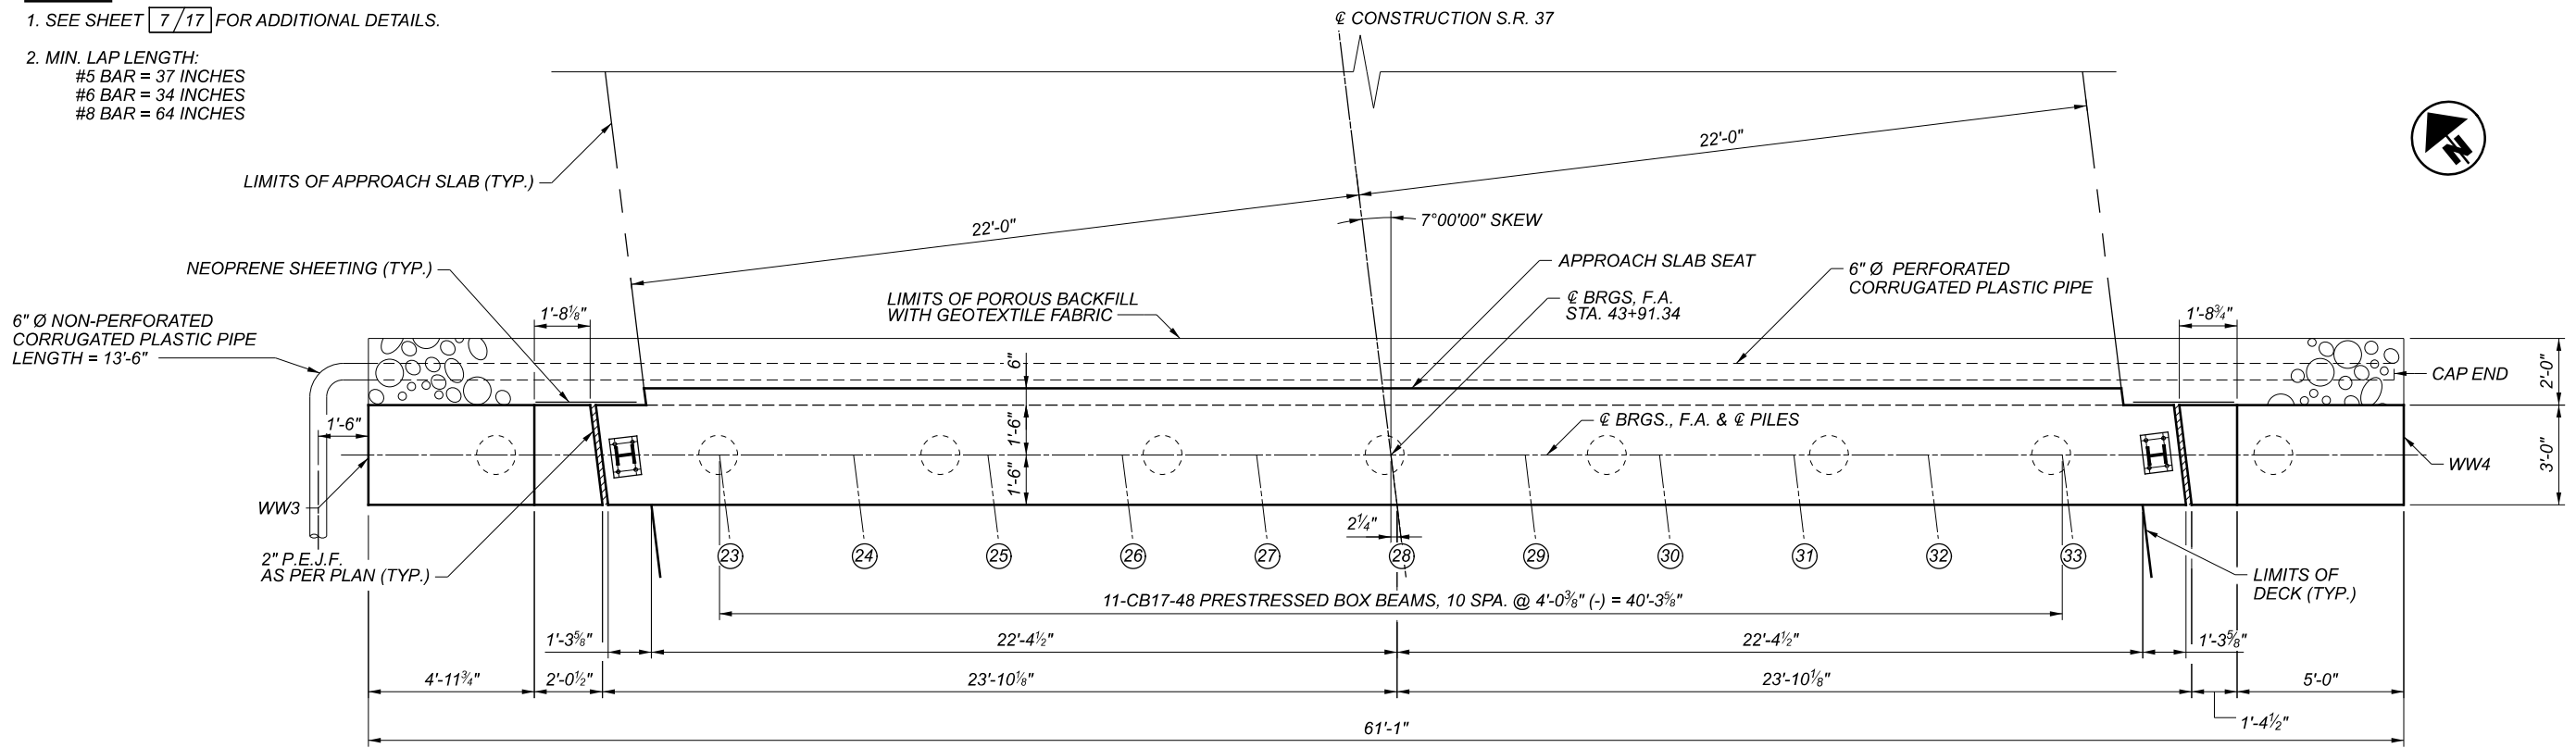 1. SEE SHEET 7/17 FOR ADDITIONAL DETAILS.
2. MIN. LAP LENGTH:
#5 BAR = 37 INCHES
#6 BAR = 34 INCHES
#8 BAR = 64 INCHES
℄ CONSTRUCTION S.R. 37
LIMITS OF APPROACH SLAB (TYP.)
22'-0"
22'-0"
N
7°00'00" SKEW
NEOPRENE SHEETING (TYP.)
APPROACH SLAB SEAT
6" Ø PERFORATED
CORRUGATED PLASTIC PIPE
LIMITS OF POROUS BACKFILL
WITH GEOTEXTILE FABRIC
℄ BRGS, F.A.
STA. 43+91.34
6" Ø NON-PERFORATED
CORRUGATED PLASTIC PIPE
LENGTH = 13'-6"
1'-8⅛"
1'-8¾"
6"
2'-0"
CAP END
1'-6"
1'-6"
℄ BRGS., F.A. & ℄ PILES
1'-6"
3'-0"
WW3
WW4
2¼"
2" P.E.J.F.
AS PER PLAN (TYP.)
23 24 25 26 27 28 29 30 31 32 33
LIMITS OF
DECK (TYP.)
11-CB17-48 PRESTRESSED BOX BEAMS, 10 SPA. @ 4'-0⅜" (-) = 40'-3⅝"
1'-3⅝" 22'-4½" 22'-4½" 1'-3⅝"
4'-11¾" 2'-0½" 23'-10⅛" 23'-10⅛" 5'-0"
1'-4½"
61'-1"